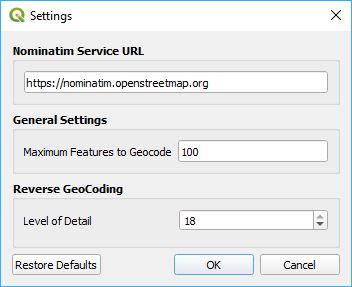 Settings
Nominatim Service URL
https://nominatim.openstreetmap.org
General Settings
Maximum Features to Geocode 100
Reverse GeoCoding
Level of Detail 18
Restore Defaults OK Cancel